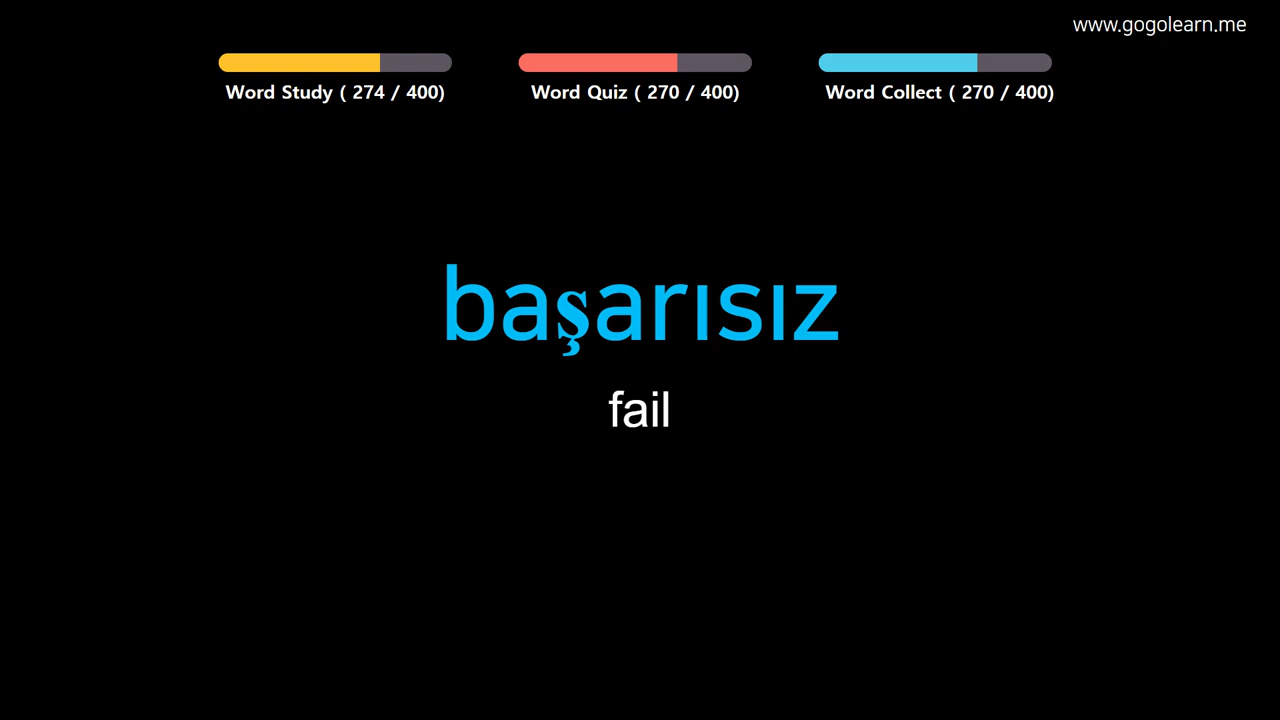 www.gogolearn.me
Word Study ( 274 / 400)
Word Quiz ( 270 / 400)
Word Collect ( 270 / 400)
başarısız
fail